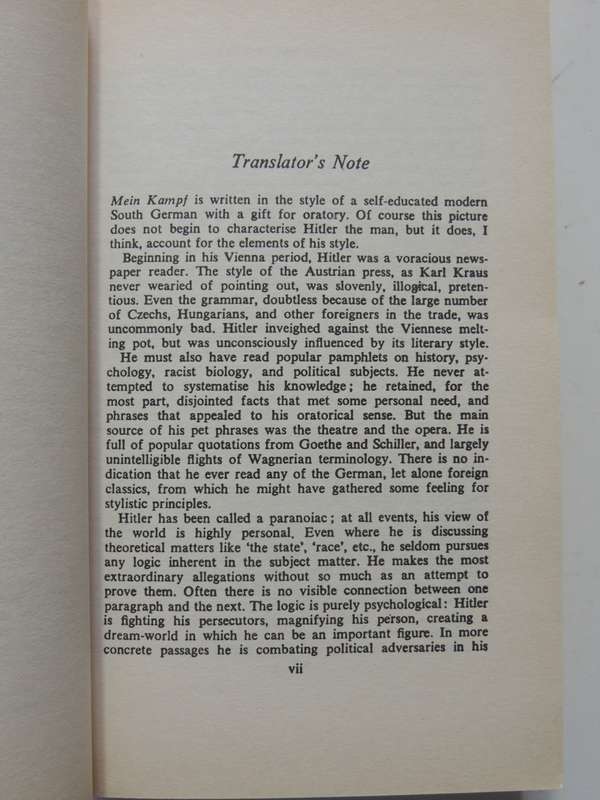 Translator's Note
Mein Kampf is written in the style of a self-educated modern
South German with a gift for oratory. Of course this picture
does not begin to characterise Hitler the man, but it does, I
think, account for the elements of his style.
Beginning in his Vienna period, Hitler was a voracious news-
paper reader. The style of the Austrian press, as Karl Kraus
never wearied of pointing out, was slovenly, illogical, preten-
tious. Even the grammar, doubtless because of the large number
of Czechs, Hungarians, and other foreigners in the trade, was
uncommonly bad. Hitler inveighed against the Viennese melt-
ing pot, but was unconsciously influenced by its literary style.
He must also have read popular pamphlets on history, psy-
chology, racist biology, and political subjects. He never at-
tempted to systematise his knowledge; he retained, for the
most part, disjointed facts that met some personal need, and
phrases that appealed to his oratorical sense. But the main
source of his pet phrases was the theatre and the opera. He is
full of popular quotations from Goethe and Schiller, and largely
unintelligible flights of Wagnerian terminology. There is no in-
dication that he ever read any of the German, let alone foreign
classics, from which he might have gathered some feeling for
stylistic principles.
Hitler has been called a paranoiac; at all events, his view of
the world is highly personal. Even where he is discussing
theoretical matters like 'the state', 'race', etc., he seldom pursues
any logic inherent in the subject matter. He makes the most
extraordinary allegations without so much as an attempt to
prove them. Often there is no visible connection between one
paragraph and the next. The logic is purely psychological: Hitler
is fighting his persecutors, magnifying his person, creating a
dream-world in which he can be an important figure. In more
concrete passages he is combating political adversaries in his
vii